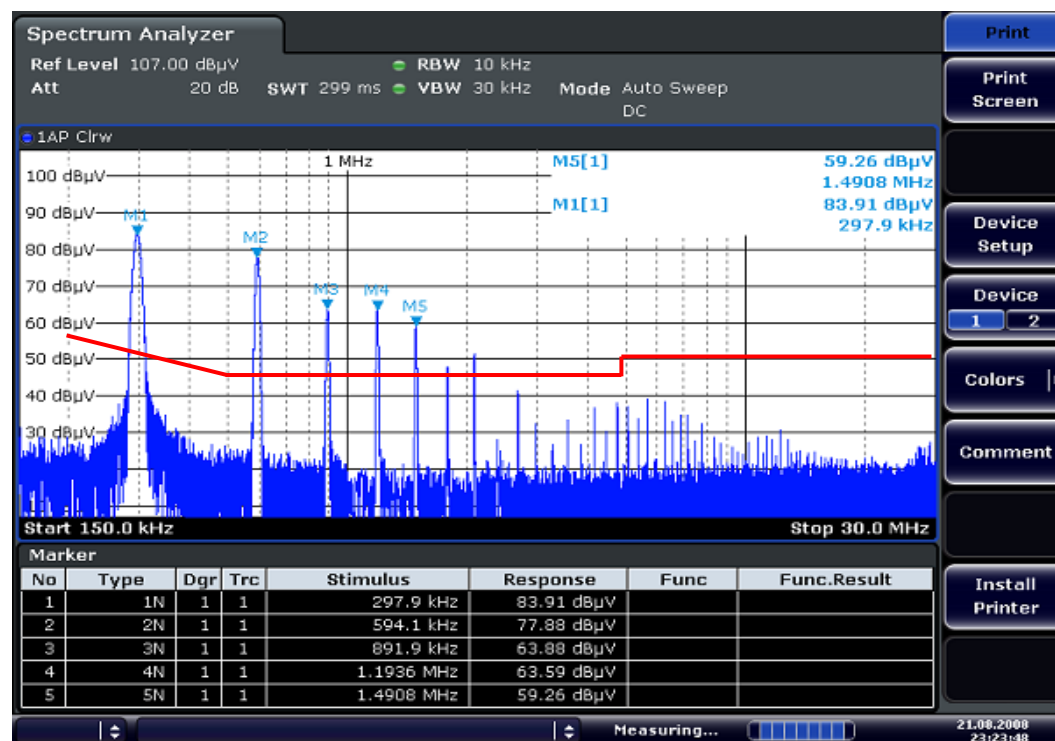 Spectrum Analyzer
Ref Level 107.00 dBµV RBW 10 kHz
Att 20 dB SWT 299 ms VBW 30 kHz Mode Auto Sweep
DC
1AP Clrw
1 MHz
M5[1] 59.26 dBµV
1.4908 MHz
M1[1] 83.91 dBµV
297.9 kHz
100 dBµV
90 dBµV
80 dBµV
70 dBµV
60 dBµV
50 dBµV
40 dBµV
30 dBµV
M1
M2
M3
M4
M5
Start 150.0 kHz Stop 30.0 MHz
Marker
No Type Dgr Trc Stimulus Response Func Func.Result
1 1N 1 1 297.9 kHz 83.91 dBµV
2 2N 1 1 594.1 kHz 77.88 dBµV
3 3N 1 1 891.9 kHz 63.88 dBµV
4 4N 1 1 1.1936 MHz 63.59 dBµV
5 5N 1 1 1.4908 MHz 59.26 dBµV
Measuring...
21.08.2008
23:23:48
Print
Print
Screen
Device
Setup
Device
1 2
Colors
Comment
Install
Printer